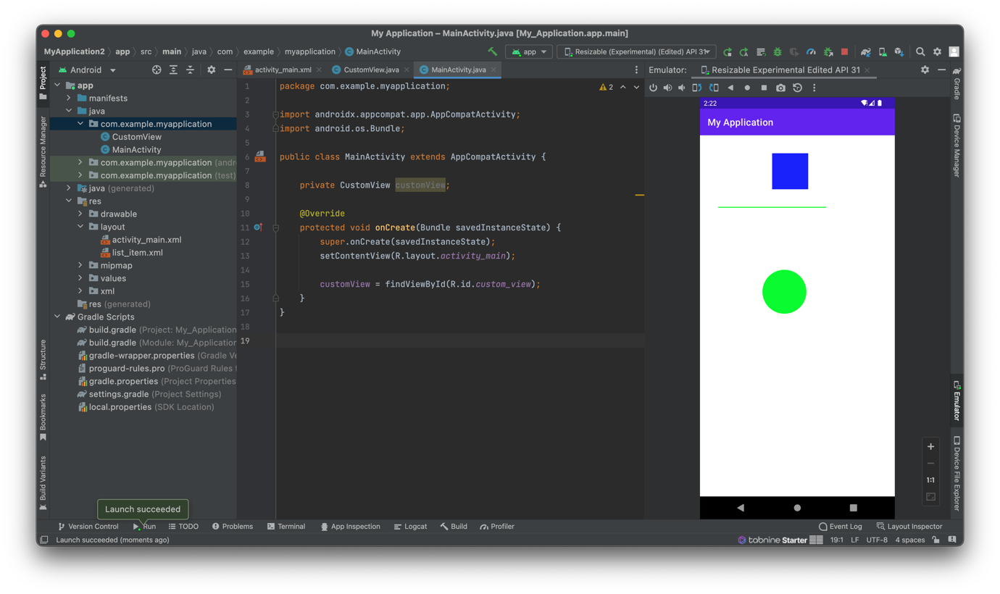 My Application – MainActivity.java [My_Application.app.main]
MyApplication2 app src main java com example myapplication MainActivity app Resizable (Experimental) (Edited) API 31
Project
Resource Manager
Structure
Bookmarks
Build Variants
Android
app
manifests
java
com.example.myapplication
CustomView
MainActivity
com.example.myapplication (andr
com.example.myapplication (test)
java (generated)
res
drawable
layout
activity_main.xml
list_item.xml
mipmap
values
xml
res (generated)
Gradle Scripts
build.gradle (Project: My_Application
build.gradle (Module: My_Application
gradle-wrapper.properties (Gradle Ve
proguard-rules.pro (ProGuard Rules f
gradle.properties (Project Properties
settings.gradle (Project Settings)
local.properties (SDK Location)
activity_main.xml CustomView.java MainActivity.java
2
1 package com.example.myapplication;
2
3 import androidx.appcompat.app.AppCompatActivity;
4 import android.os.Bundle;
5
6 public class MainActivity extends AppCompatActivity {
7
8 private CustomView customView;
9
10 @Override
11 protected void onCreate(Bundle savedInstanceState) {
12 super.onCreate(savedInstanceState);
13 setContentView(R.layout.activity_main);
14
15 customView = findViewById(R.id.custom_view);
16 }
17 }
18
19
Emulator: Resizable Experimental Edited API 31
2:22
My Application
1:1
Gradle
Device Manager
Emulator
Device File Explorer
Launch succeeded
Version Control Run TODO Problems Terminal App Inspection Logcat Build Profiler Event Log Layout Inspector
Launch succeeded (moments ago) tabnine Starter 19:1 LF UTF-8 4 spaces